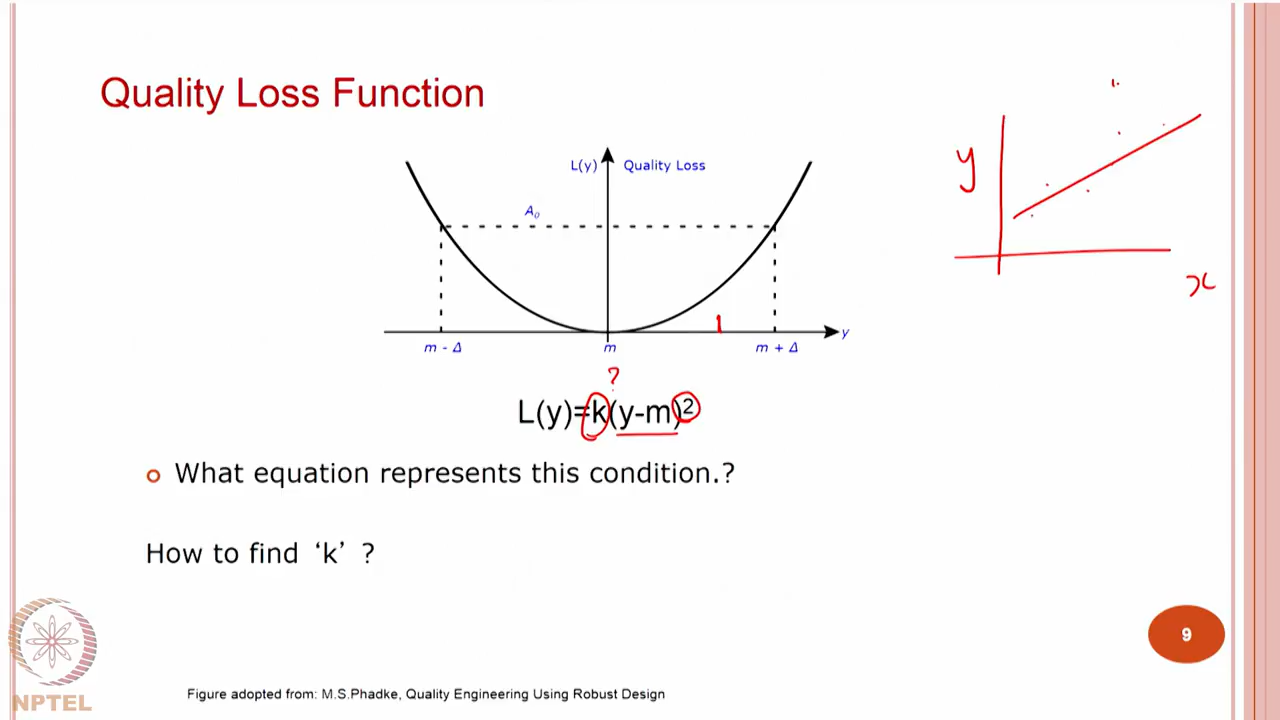 Quality Loss Function
L(y) Quality Loss
A₀
y
m - Δ
m
m + Δ
y
x
?
L(y)=k(y-m)²
What equation represents this condition.?
How to find ‘k’ ?
9
NPTEL
Figure adopted from: M.S.Phadke, Quality Engineering Using Robust Design